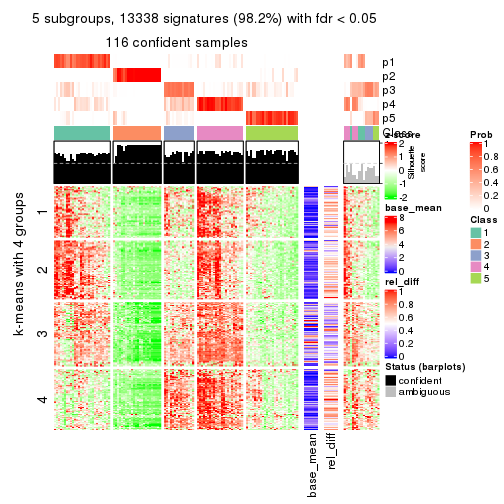 5 subgroups, 13338 signatures (98.2%) with fdr < 0.05
116 confident samples
p1
p2
p3
p4
p5
Class
z-score
2
1
0
-1
-2
Silhouette
score
Prob
1
0.8
0.6
0.4
0.2
0
base_mean
8
6
4
2
0
Class
1
2
3
4
5
rel_diff
1
0.8
0.6
0.4
0.2
0
Status (barplots)
confident
ambiguous
k-means with 4 groups
1
2
3
4
base_mean
rel_diff